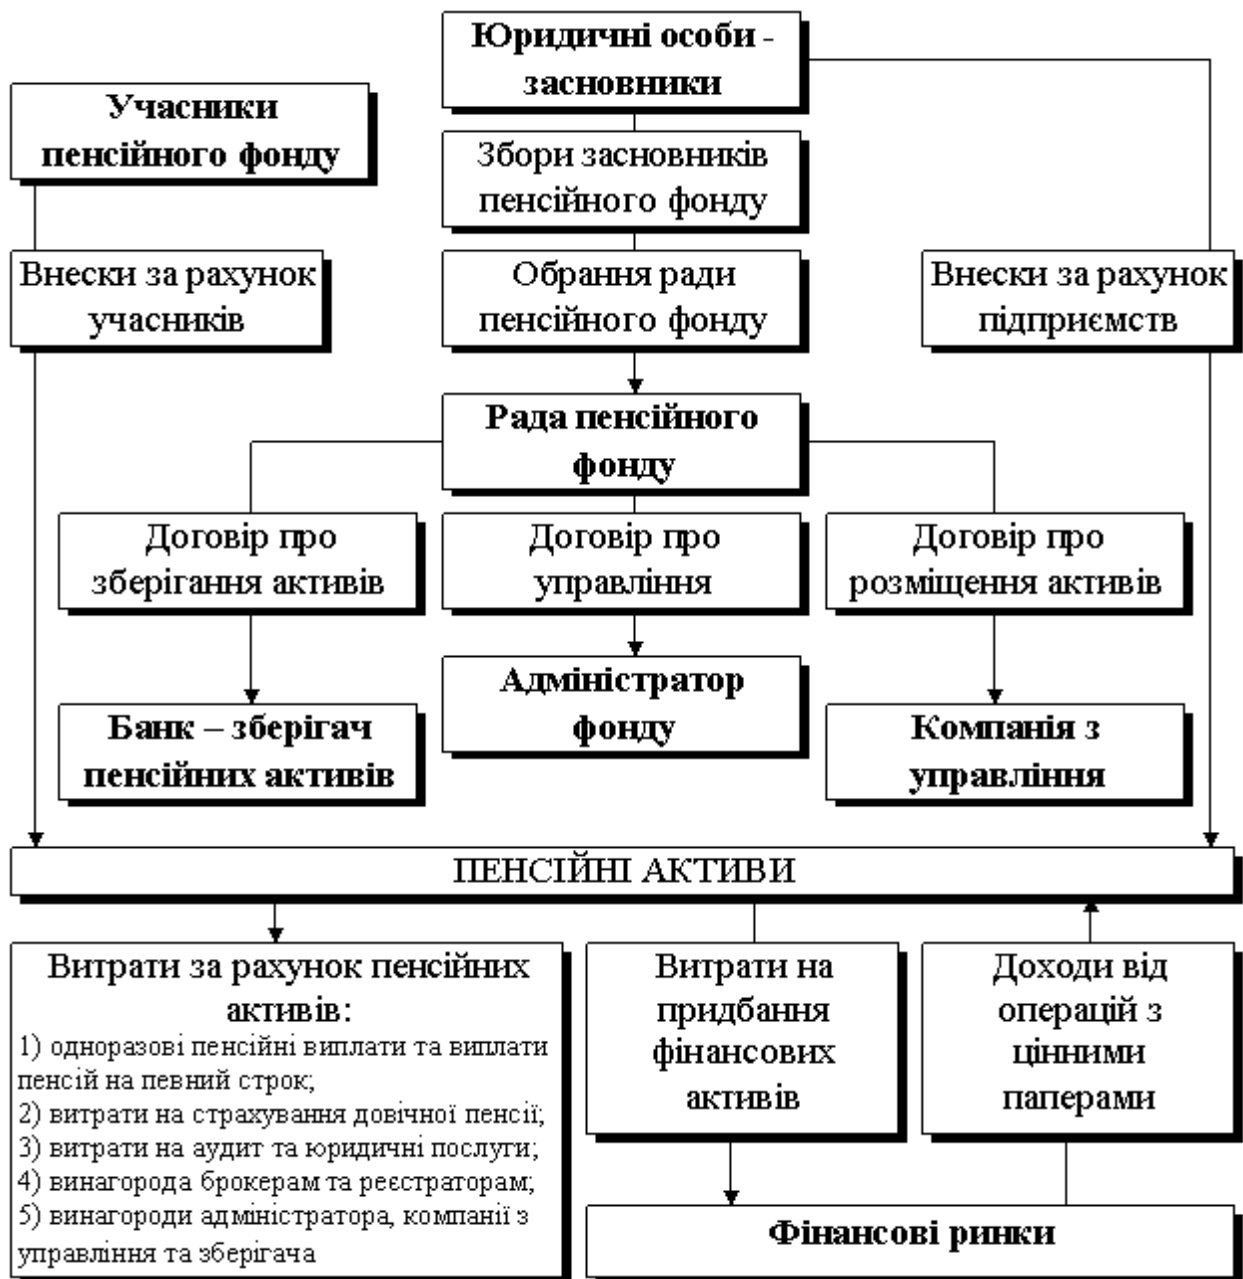 Юридичні особи -
засновники
Учасники
пенсійного фонду
Збори засновників
пенсійного фонду
Внески за рахунок
учасників
Обрання ради
пенсійного фонду
Внески за рахунок
підприємств
Рада пенсійного
фонду
Договір про
зберігання активів
Договір про
управління
Договір про
розміщення активів
Банк – зберігач
пенсійних активів
Адміністратор
фонду
Компанія з
управління
ПЕНСІЙНІ АКТИВИ
Витрати за рахунок пенсійних
активів:
1) одноразові пенсійні виплати та виплати
пенсій на певний строк;
2) витрати на страхування довічної пенсії;
3) витрати на аудит та юридичні послуги;
4) винагорода брокерам та реєстраторам;
5) винагороди адміністратора, компанії з
управління та зберігача
Витрати на
придбання
фінансових
активів
Доходи від
операцій з
цінними
паперами
Фінансові ринки